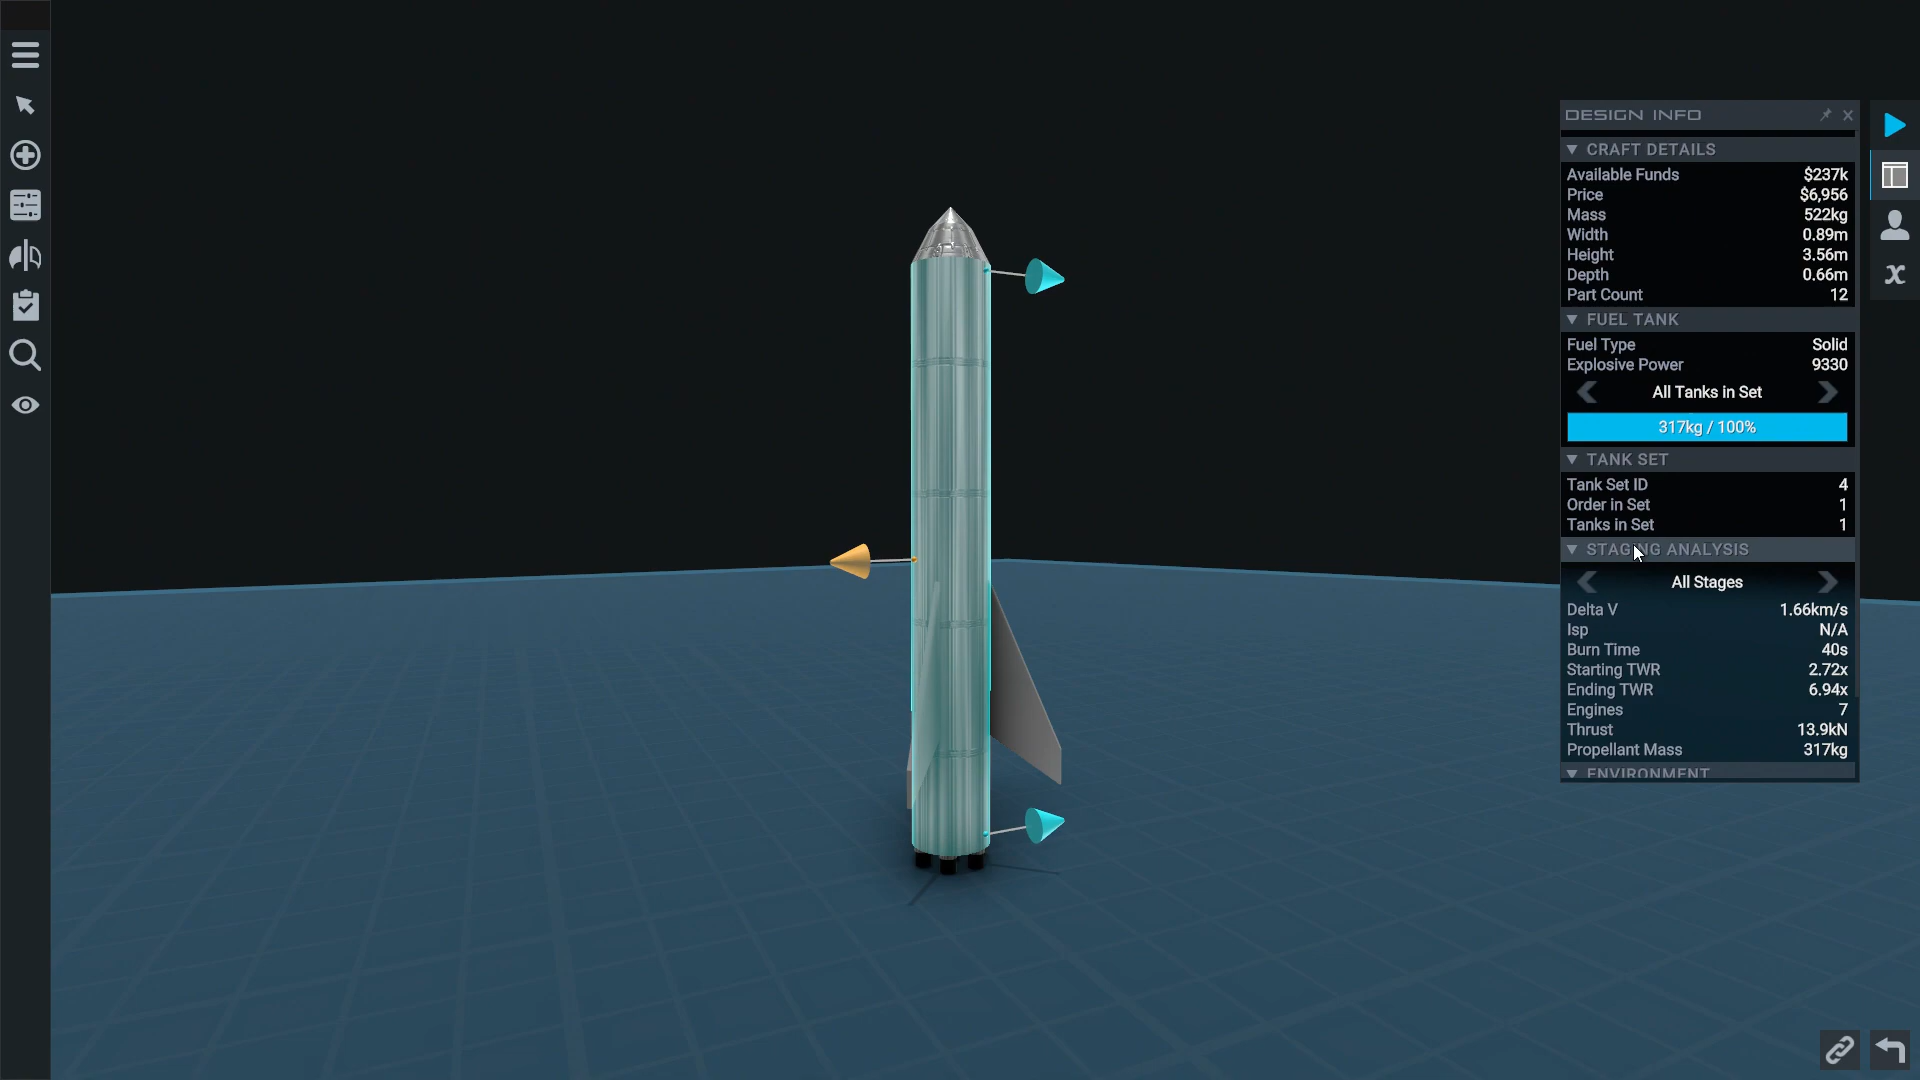 DESIGN INFO
CRAFT DETAILS
Available Funds $237k
Price $6,956
Mass 522kg
Width 0.89m
Height 3.56m
Depth 0.66m
Part Count 12
FUEL TANK
Fuel Type Solid
Explosive Power 9330
All Tanks in Set
317kg / 100%
TANK SET
Tank Set ID 4
Order in Set 1
Tanks in Set 1
STAGING ANALYSIS
All Stages
Delta V 1.66km/s
Isp N/A
Burn Time 40s
Starting TWR 2.72x
Ending TWR 6.94x
Engines 7
Thrust 13.9kN
Propellant Mass 317kg
ENVIRONMENT